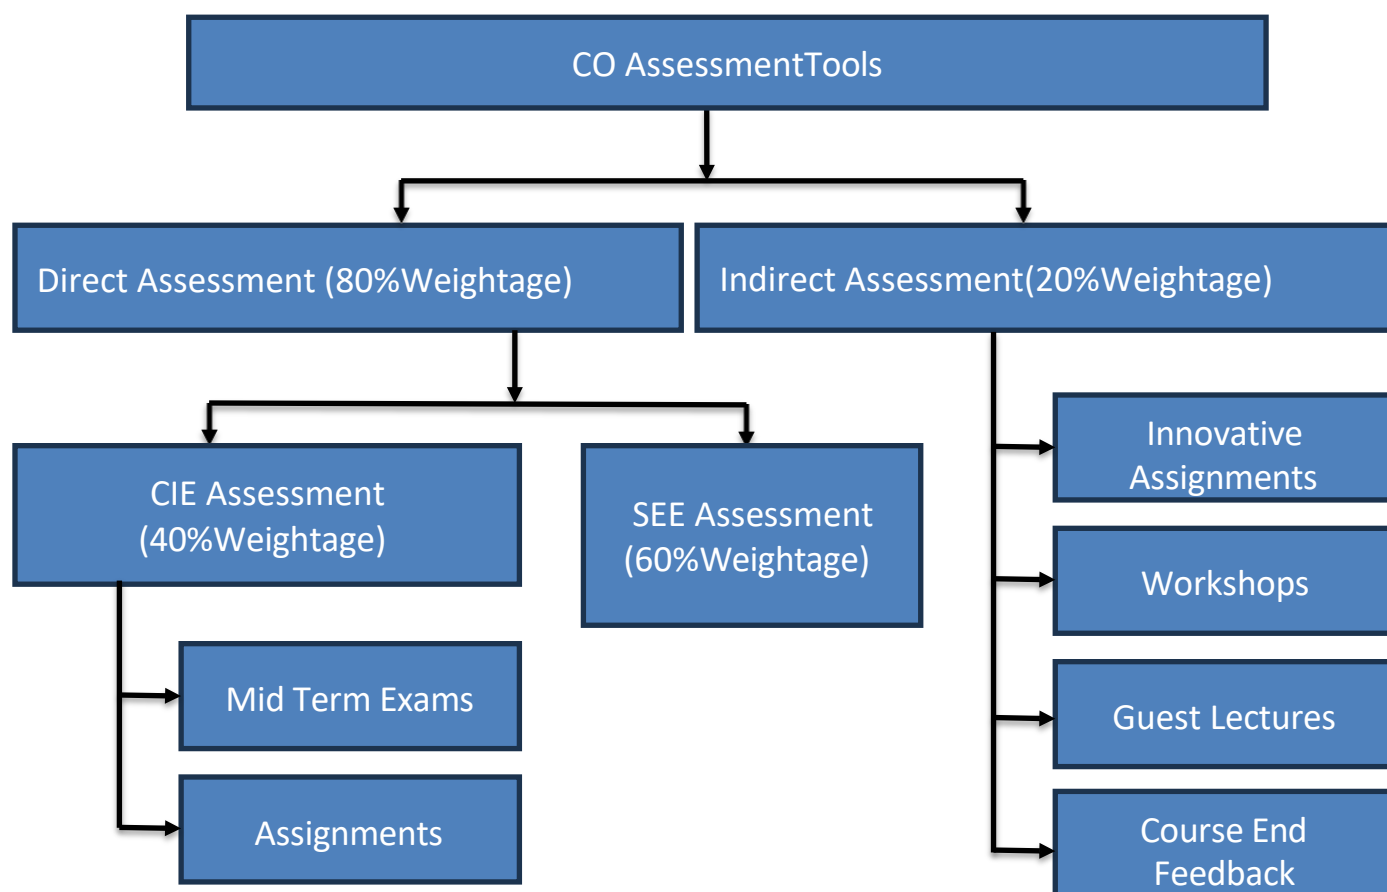 CO AssessmentTools
Direct Assessment (80%Weightage)
Indirect Assessment(20%Weightage)
CIE Assessment
(40%Weightage)
SEE Assessment
(60%Weightage)
Innovative
Assignments
Workshops
Mid Term Exams
Guest Lectures
Assignments
Course End
Feedback